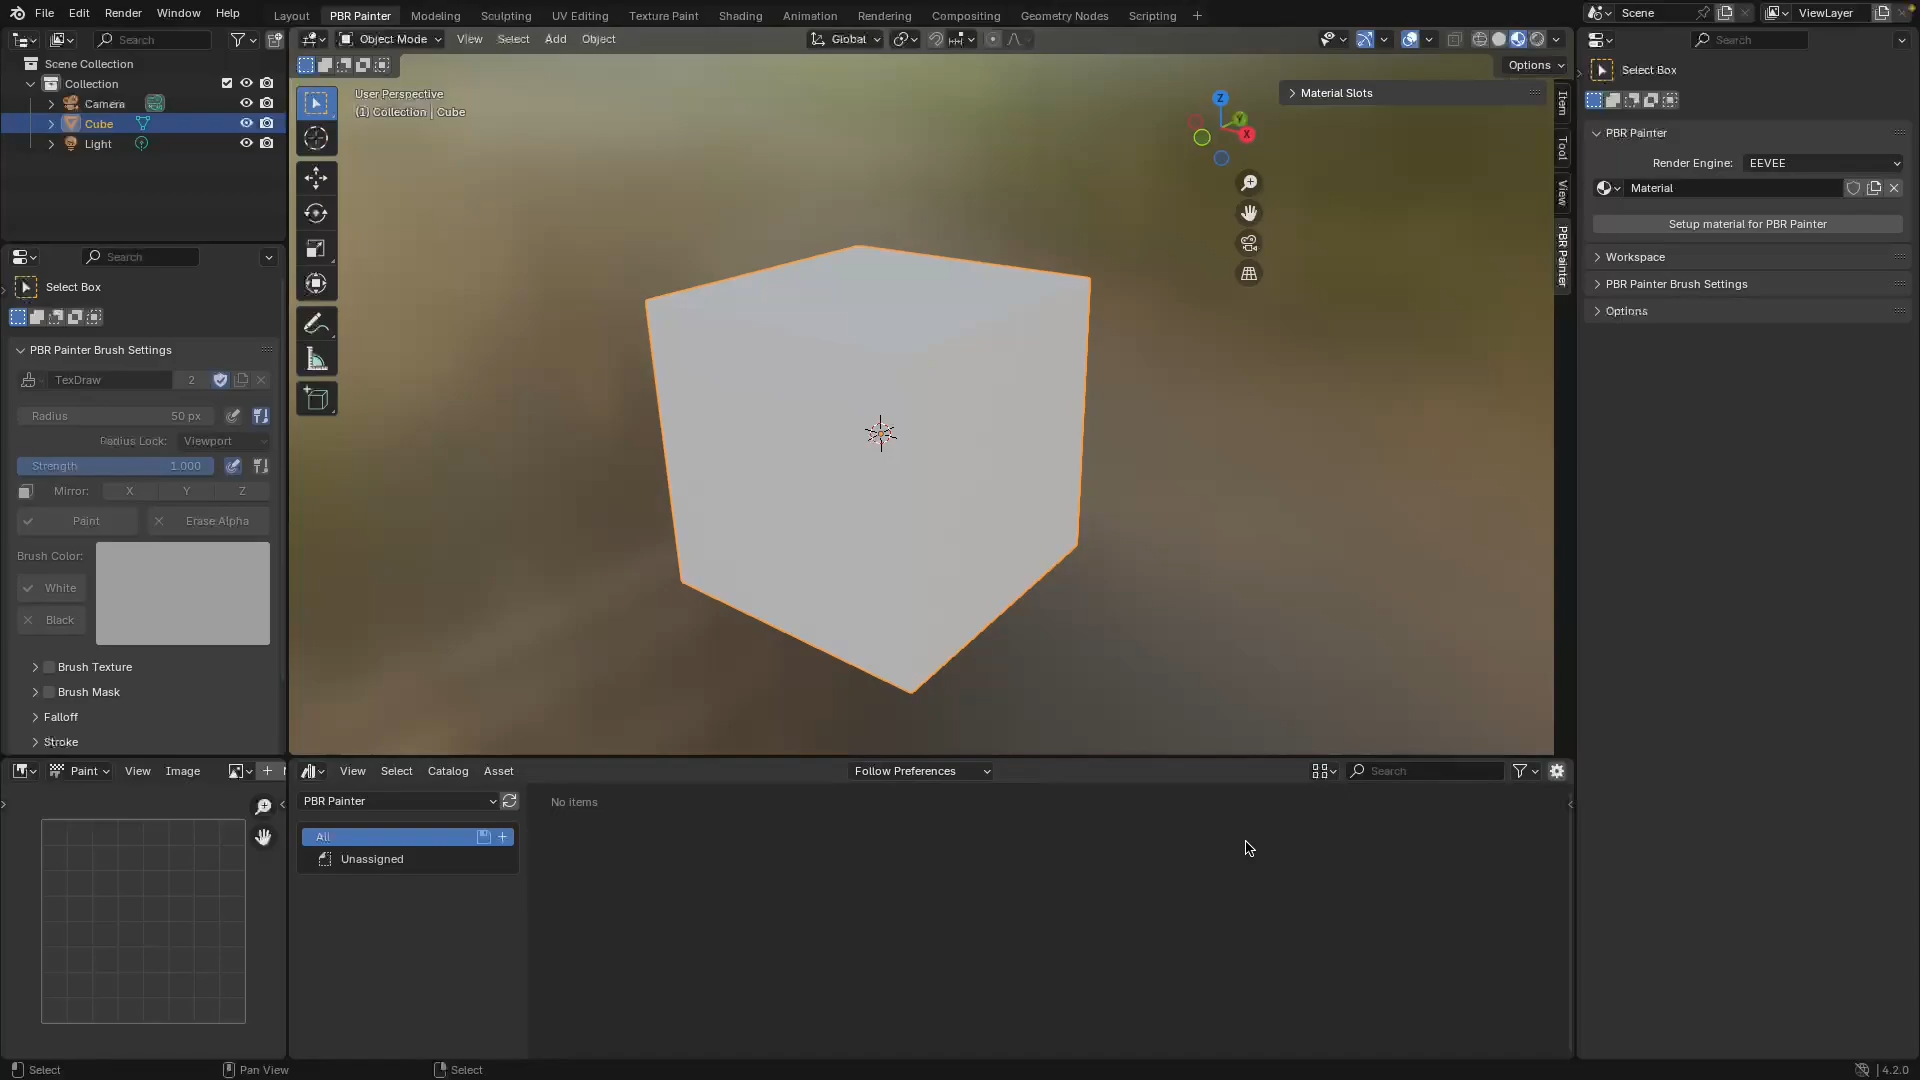 File Edit Render Window Help Layout PBR Painter Modeling Sculpting UV Editing Texture Paint Shading Animation Rendering Compositing Geometry Nodes Scripting + Scene ViewLayer
Search
Object Mode View Select Add Object Global
Search
Scene Collection
Collection
Camera
Cube
Light
Options
User Perspective
(1) Collection | Cube
Material Slots
Z
Y
X
Item
Tool
View
PBR Painter
Select Box
PBR Painter
Render Engine: EEVEE
Material
Setup material for PBR Painter
Workspace
PBR Painter Brush Settings
Options
Search
Select Box
PBR Painter Brush Settings
TexDraw 2
Radius 50 px
Radius Lock: Viewport
Strength 1.000
Mirror: X Y Z
Paint Erase Alpha
Brush Color:
White
Black
Brush Texture
Brush Mask
Falloff
Stroke
Paint View Image
View Select Catalog Asset Follow Preferences Search
PBR Painter
All
Unassigned
No items
Select Pan View Select 4.2.0